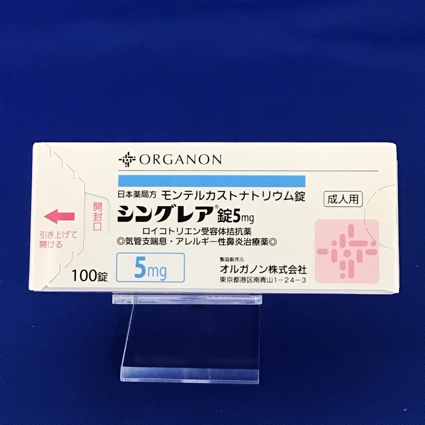 ORGANON
日本薬局方 モンテルカストナトリウム錠
シングレア®錠5mg
成人用
ロイコトリエン受容体拮抗薬
◎気管支喘息・アレルギー性鼻炎治療薬◎
開封口
引き上げて
開ける
100錠
5mg
製造販売元
オルガノン株式会社
東京都港区南青山1-24-3